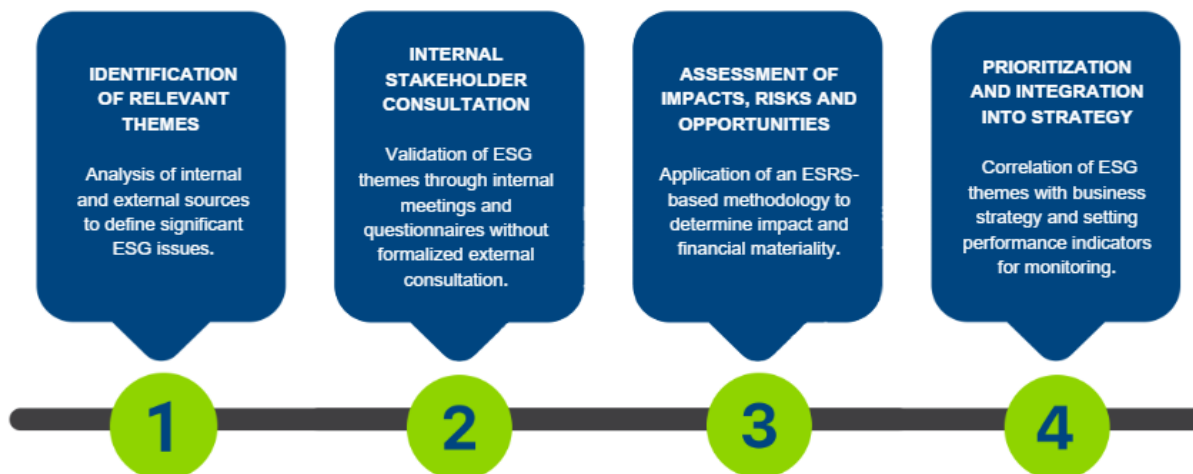 IDENTIFICATION
OF RELEVANT
THEMES
Analysis of internal
and external sources
to define significant
ESG issues.
1
INTERNAL
STAKEHOLDER
CONSULTATION
Validation of ESG
themes through internal
meetings and
questionnaires without
formalized external
consultation.
2
ASSESSMENT OF
IMPACTS, RISKS AND
OPPORTUNITIES
Application of an ESRS-
based methodology to
determine impact and
financial materiality.
3
PRIORITIZATION
AND INTEGRATION
INTO STRATEGY
Correlation of ESG
themes with business
strategy and setting
performance indicators
for monitoring.
4